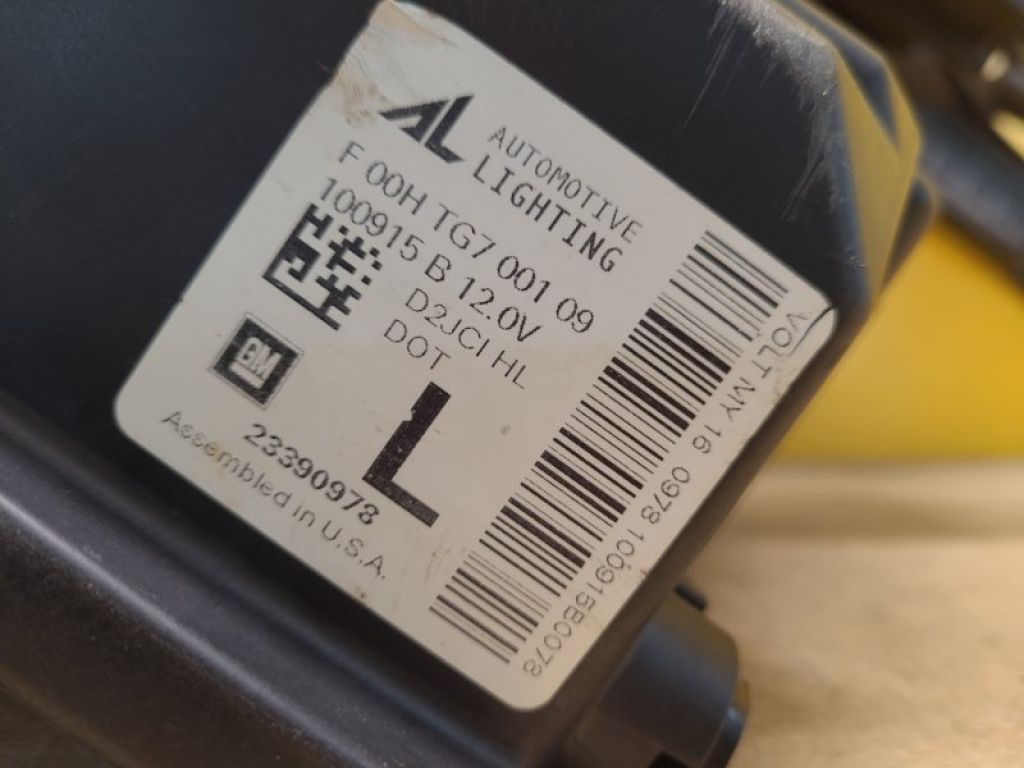 AL AUTOMOTIVE
LIGHTING
F 00H TG7 001 09
100915 B 12.0V
D2JCI HL
DOT
GM
L
23390978
Assembled in U.S.A.
VOLT MY 16 0978 100915B0078